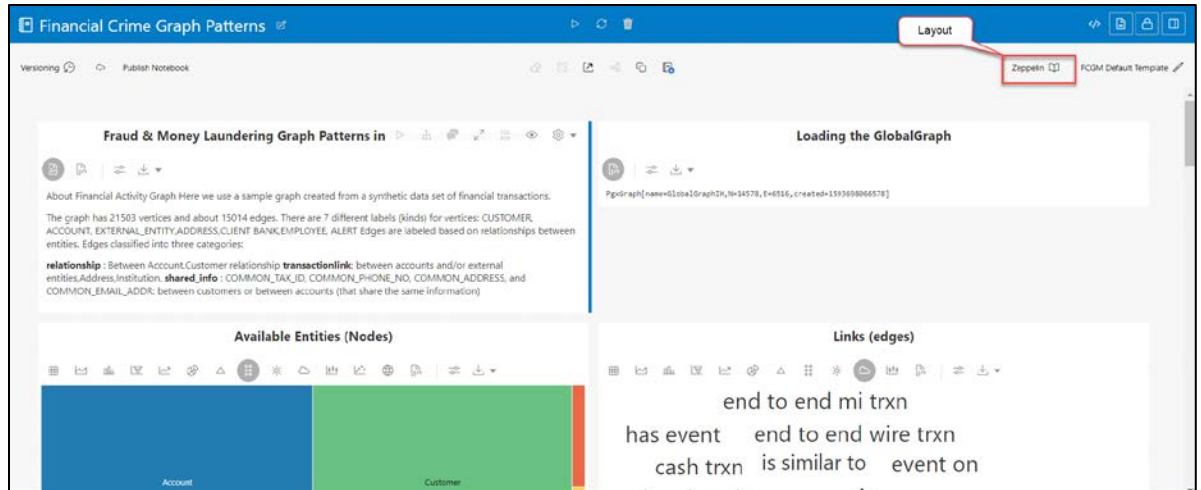 Financial Crime Graph Patterns
Layout
Versioning
Publish Notebook
Zeppelin
FCGM Default Template
Fraud & Money Laundering Graph Patterns in
About Financial Activity Graph Here we use a sample graph created from a synthetic data set of financial transactions.
The graph has 21503 vertices and about 15014 edges. There are 7 different labels (kinds) for vertices: CUSTOMER,
ACCOUNT, EXTERNAL_ENTITY,ADDRESS,CLIENT BANK,EMPLOYEE, ALERT Edges are labeled based on relationships between
entities. Edges classified into three categories:
relationship : Between Account,Customer relationship transactionlink: between accounts and/or external
entities,Address,Institution. shared_info : COMMON_TAX_ID, COMMON_PHONE_NO, COMMON_ADDRESS, and
COMMON_EMAIL_ADDR: between customers or between accounts (that share the same information)
Loading the GlobalGraph
PgxGraph[name=GlobalGraphIH,N=14578,E=6516,created=1593698066578]
Available Entities (Nodes)
Account
Customer
Links (edges)
end to end mi trxn
has event end to end wire trxn
cash trxn is similar to event on